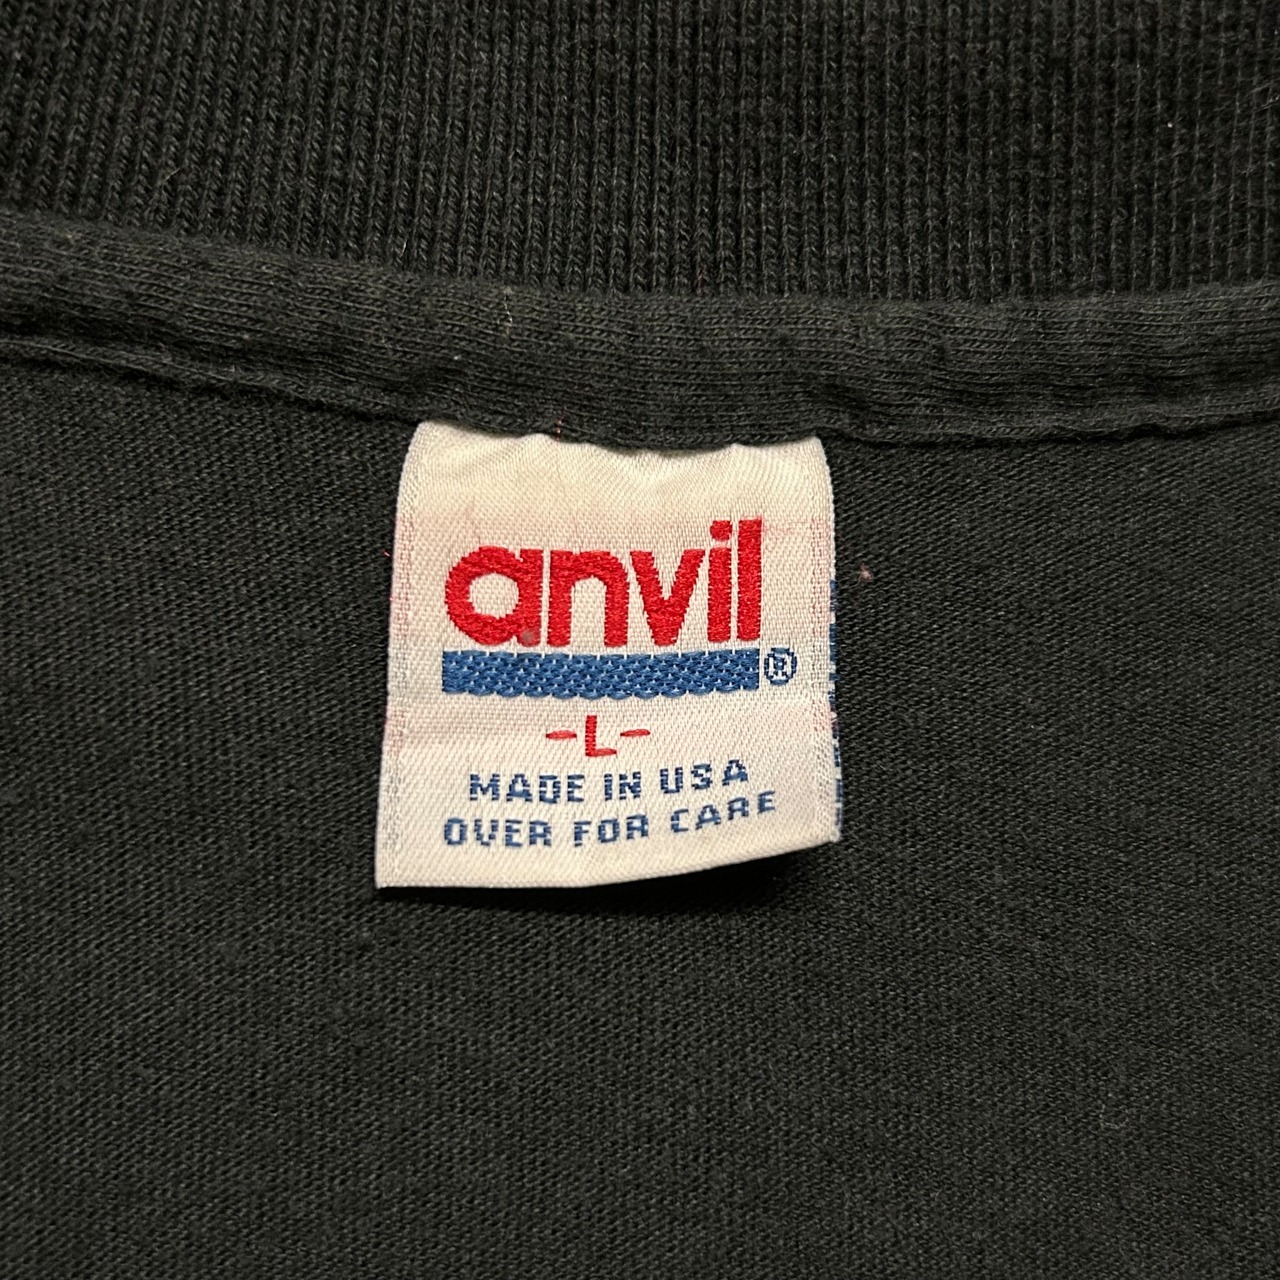 anvil®
-L-
MADE IN USA
OVER FOR CARE